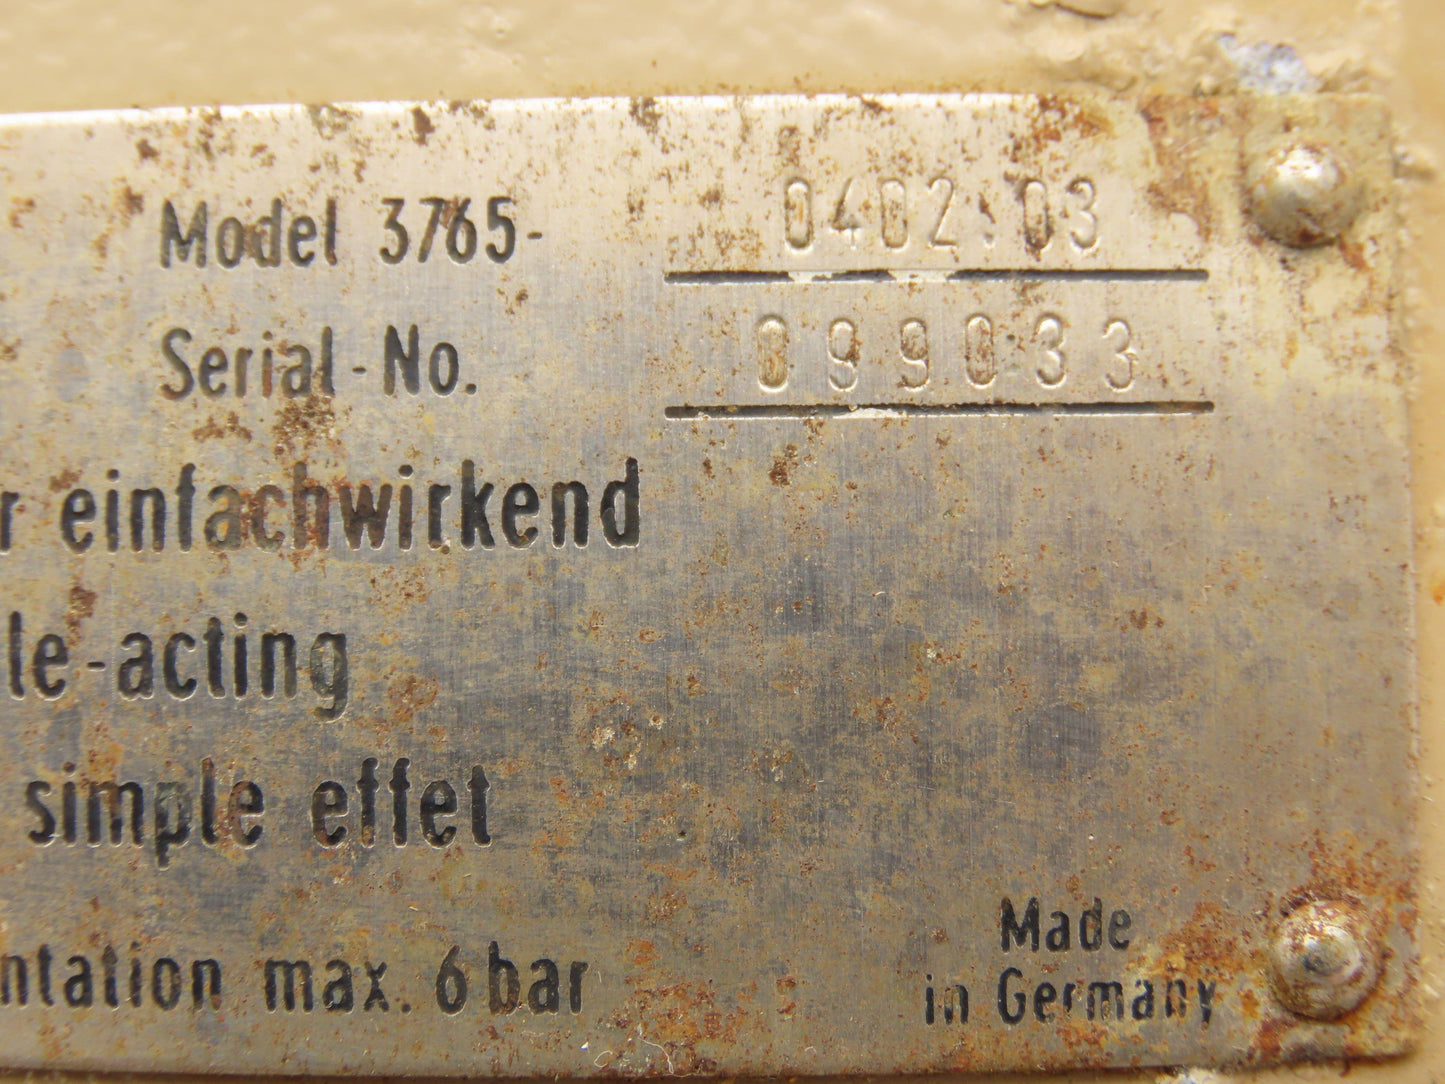 Model 3765- 0402.03
Serial-No. 099033
r einfachwirkend
le-acting
simple effet
ntation max. 6 bar
Made
in Germany